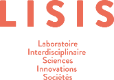 LISIS
Laboratoire
Interdisciplinaire
Sciences
Innovations
Sociétés